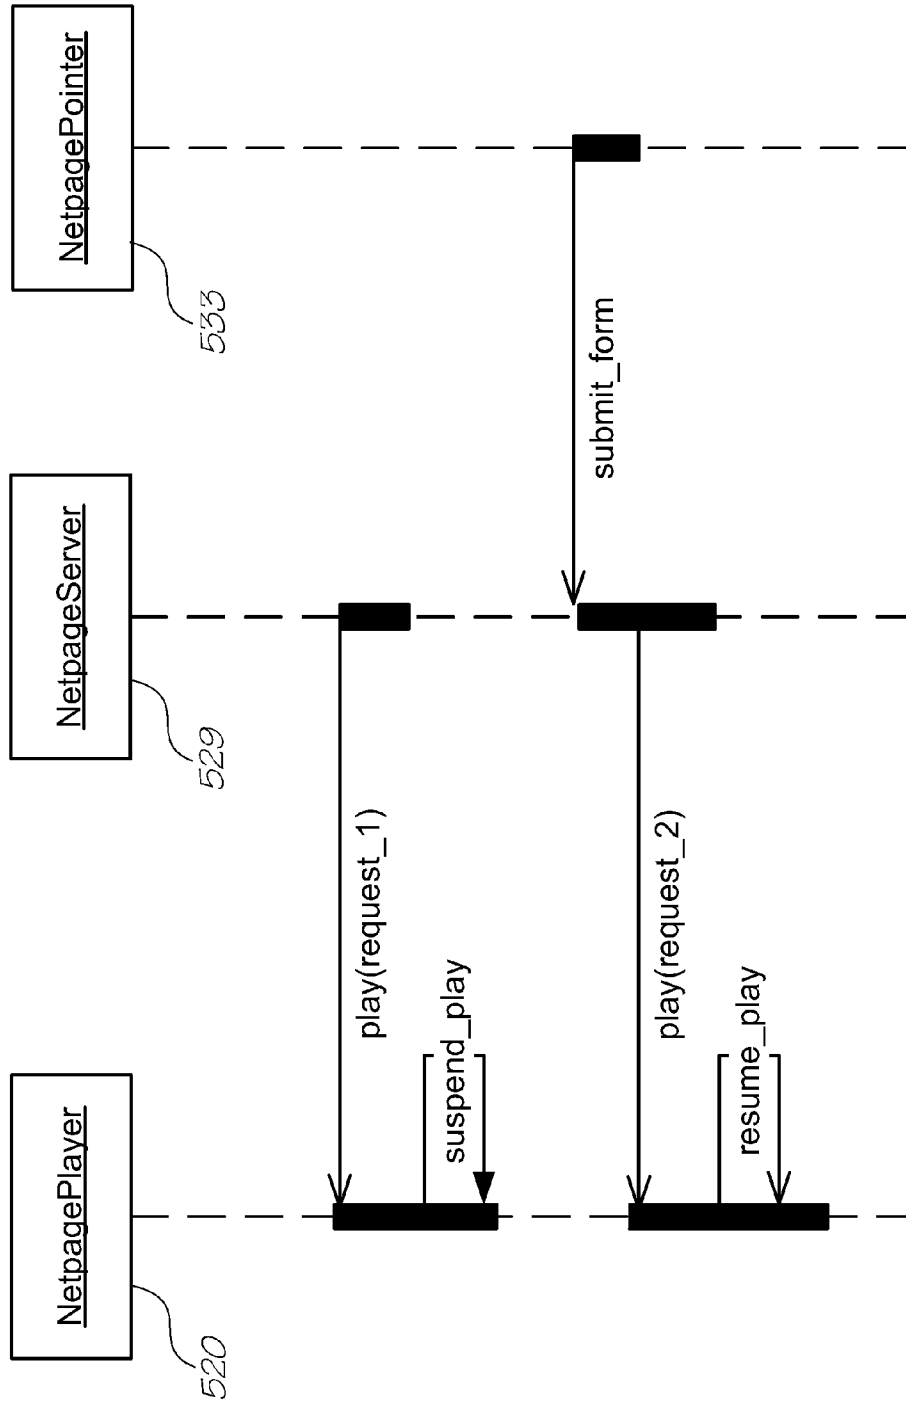 NetpagePlayer
NetpageServer
NetpagePointer
520
529
533
play(request_1)
suspend_play
submit_form
play(request_2)
resume_play